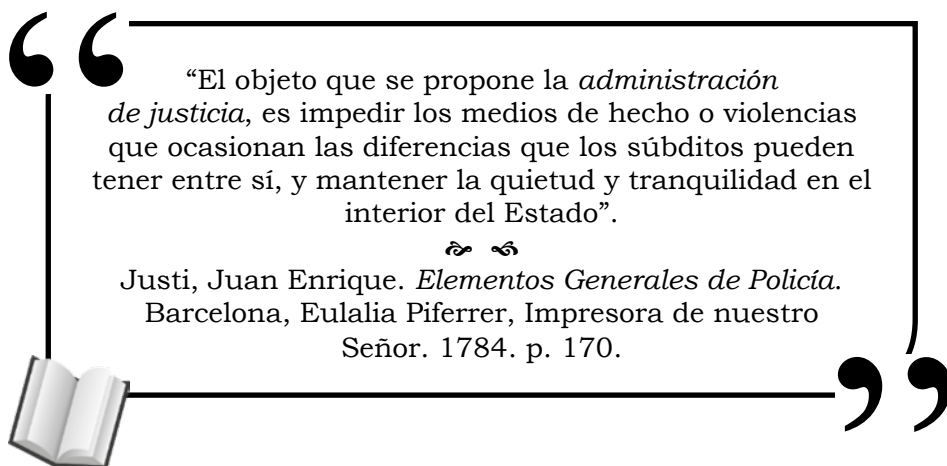 “El objeto que se propone la administración
de justicia, es impedir los medios de hecho o violencias
que ocasionan las diferencias que los súbditos pueden
tener entre sí, y mantener la quietud y tranquilidad en el
interior del Estado”.
Justi, Juan Enrique. Elementos Generales de Policía.
Barcelona, Eulalia Piferrer, Impresora de nuestro
Señor. 1784. p. 170.